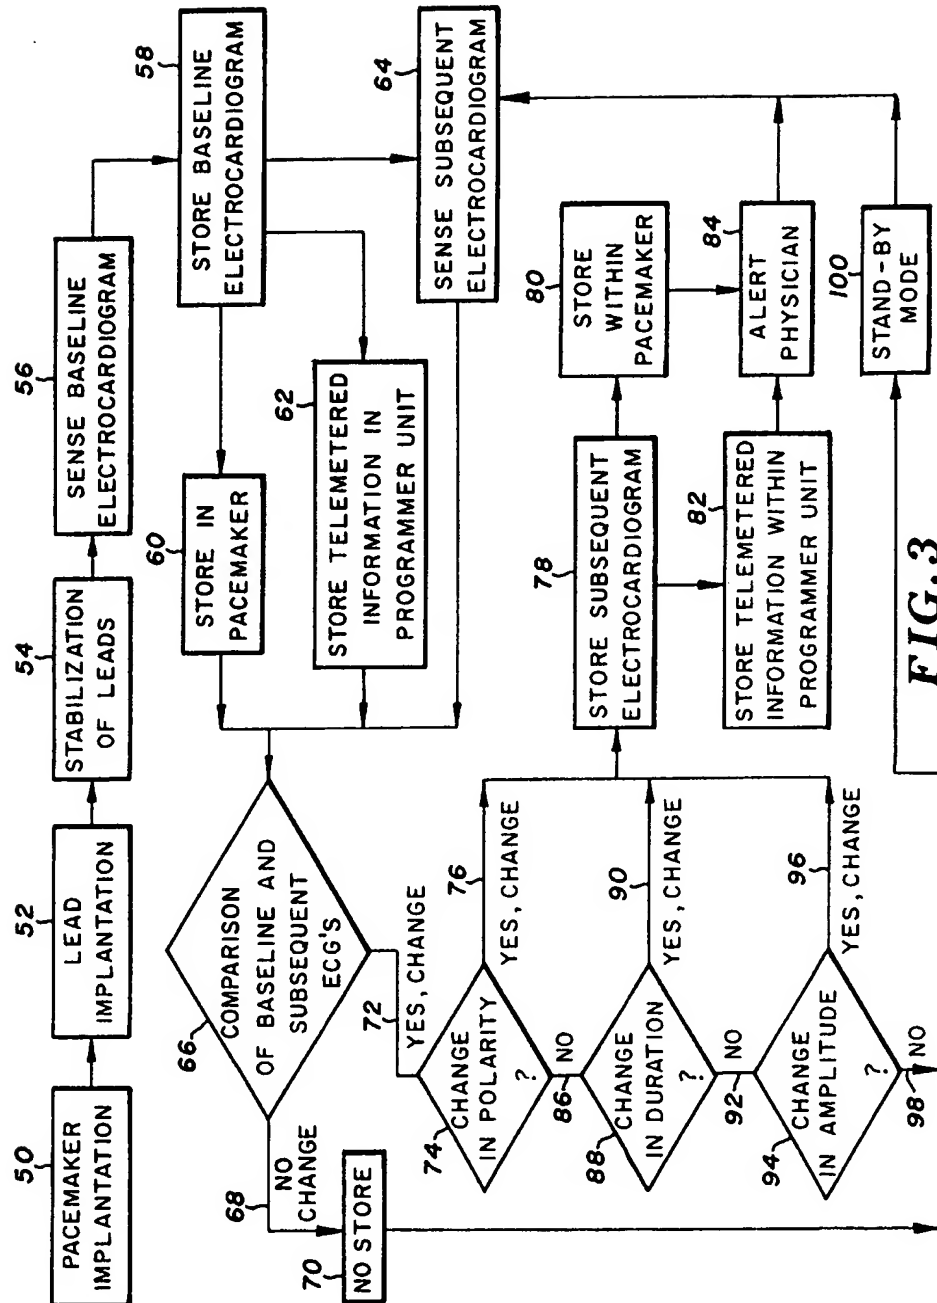 50
PACEMAKER
IMPLANTATION
52
LEAD
IMPLANTATION
54
STABILIZATION
OF LEADS
56
SENSE BASELINE
ELECTROCARDIOGRAM
58
STORE BASELINE
ELECTROCARDIOGRAM
60
STORE IN
PACEMAKER
62
STORE TELEMETERED
INFORMATION IN
PROGRAMMER UNIT
64
SENSE SUBSEQUENT
ELECTROCARDIOGRAM
66
COMPARISON
OF BASELINE AND
SUBSEQUENT
ECG'S
68
NO
CHANGE
70
NO STORE
72
YES, CHANGE
74
CHANGE
IN POLARITY
?
76
YES, CHANGE
78
STORE SUBSEQUENT
ELECTROCARDIOGRAM
80
STORE
WITHIN
PACEMAKER
82
STORE TELEMETERED
INFORMATION WITHIN
PROGRAMMER UNIT
84
ALERT
PHYSICIAN
86
NO
88
CHANGE
IN DURATION
?
90
YES, CHANGE
92
NO
94
CHANGE
IN AMPLITUDE
?
96
YES, CHANGE
98
NO
100
STAND-BY
MODE
FIG. 3